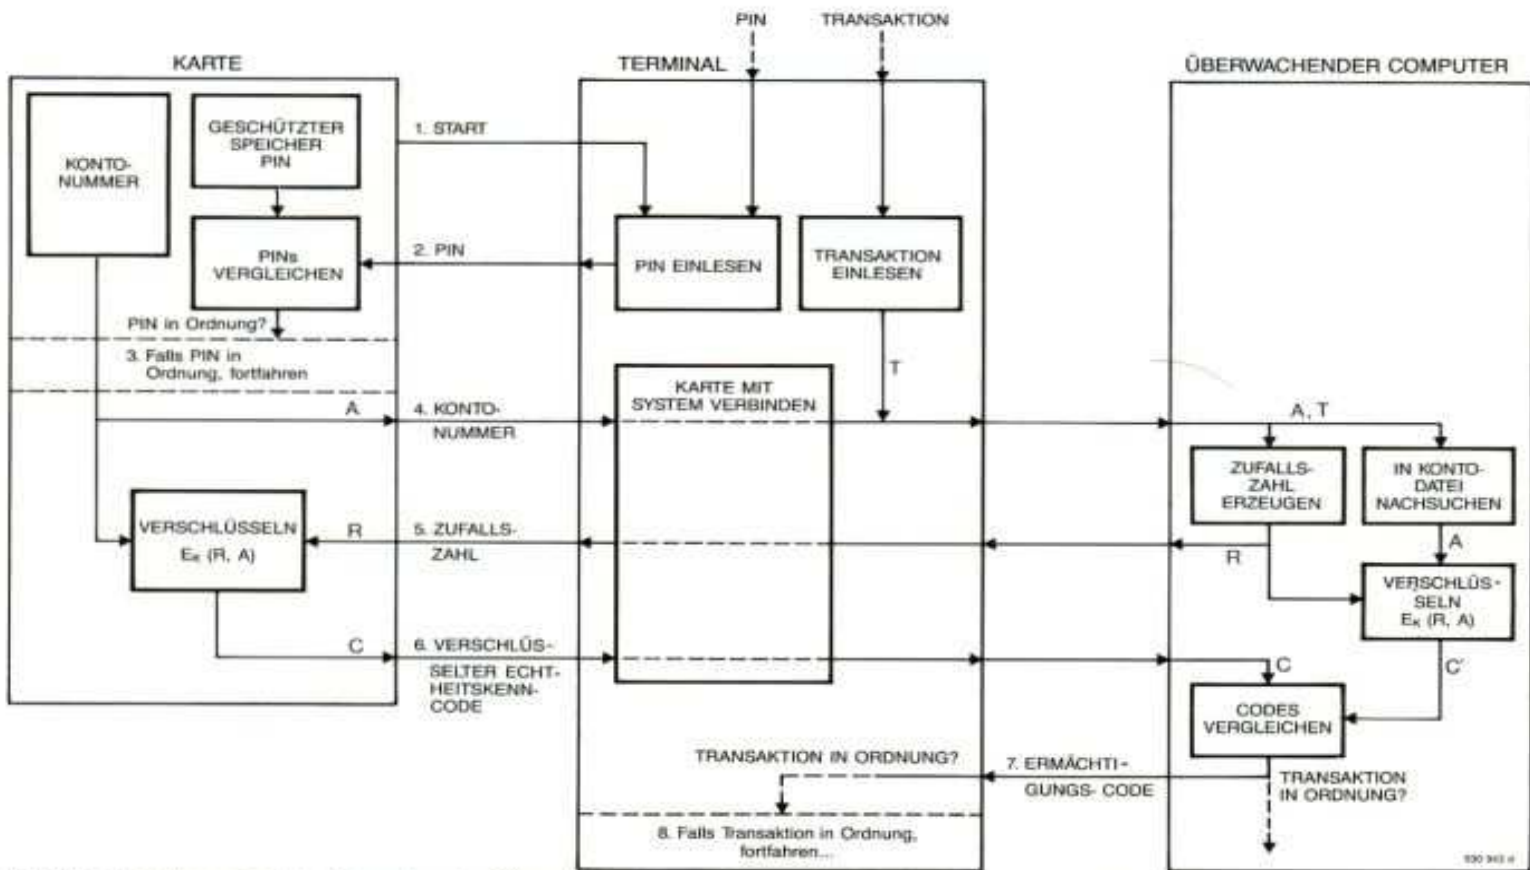 PIN
TRANSAKTION
KARTE
TERMINAL
ÜBERWACHENDER COMPUTER
KONTO-
NUMMER
GESCHÜTZTER
SPEICHER
PIN
1. START
PINs
VERGLEICHEN
2. PIN
PIN EINLESEN
TRANSAKTION
EINLESEN
PIN in Ordnung?
3. Falls PIN in
Ordnung, fortfahren
T
KARTE MIT
SYSTEM VERBINDEN
A
4. KONTO-
NUMMER
A, T
ZUFALLS-
ZAHL
ERZEUGEN
IN KONTO-
DATEI
NACHSUCHEN
VERSCHLÜSSELN
EK (R, A)
R
5. ZUFALLS-
ZAHL
R
A
VERSCHLÜS-
SELN
EK (R, A)
C
6. VERSCHLÜS-
SELTER ECHT-
HEITSKENN-
CODE
C
C'
CODES
VERGLEICHEN
TRANSAKTION IN ORDNUNG?
7. ERMÄCHTI-
GUNGS-CODE
TRANSAKTION
IN ORDNUNG?
8. Falls Transaktion in Ordnung,
fortfahren...